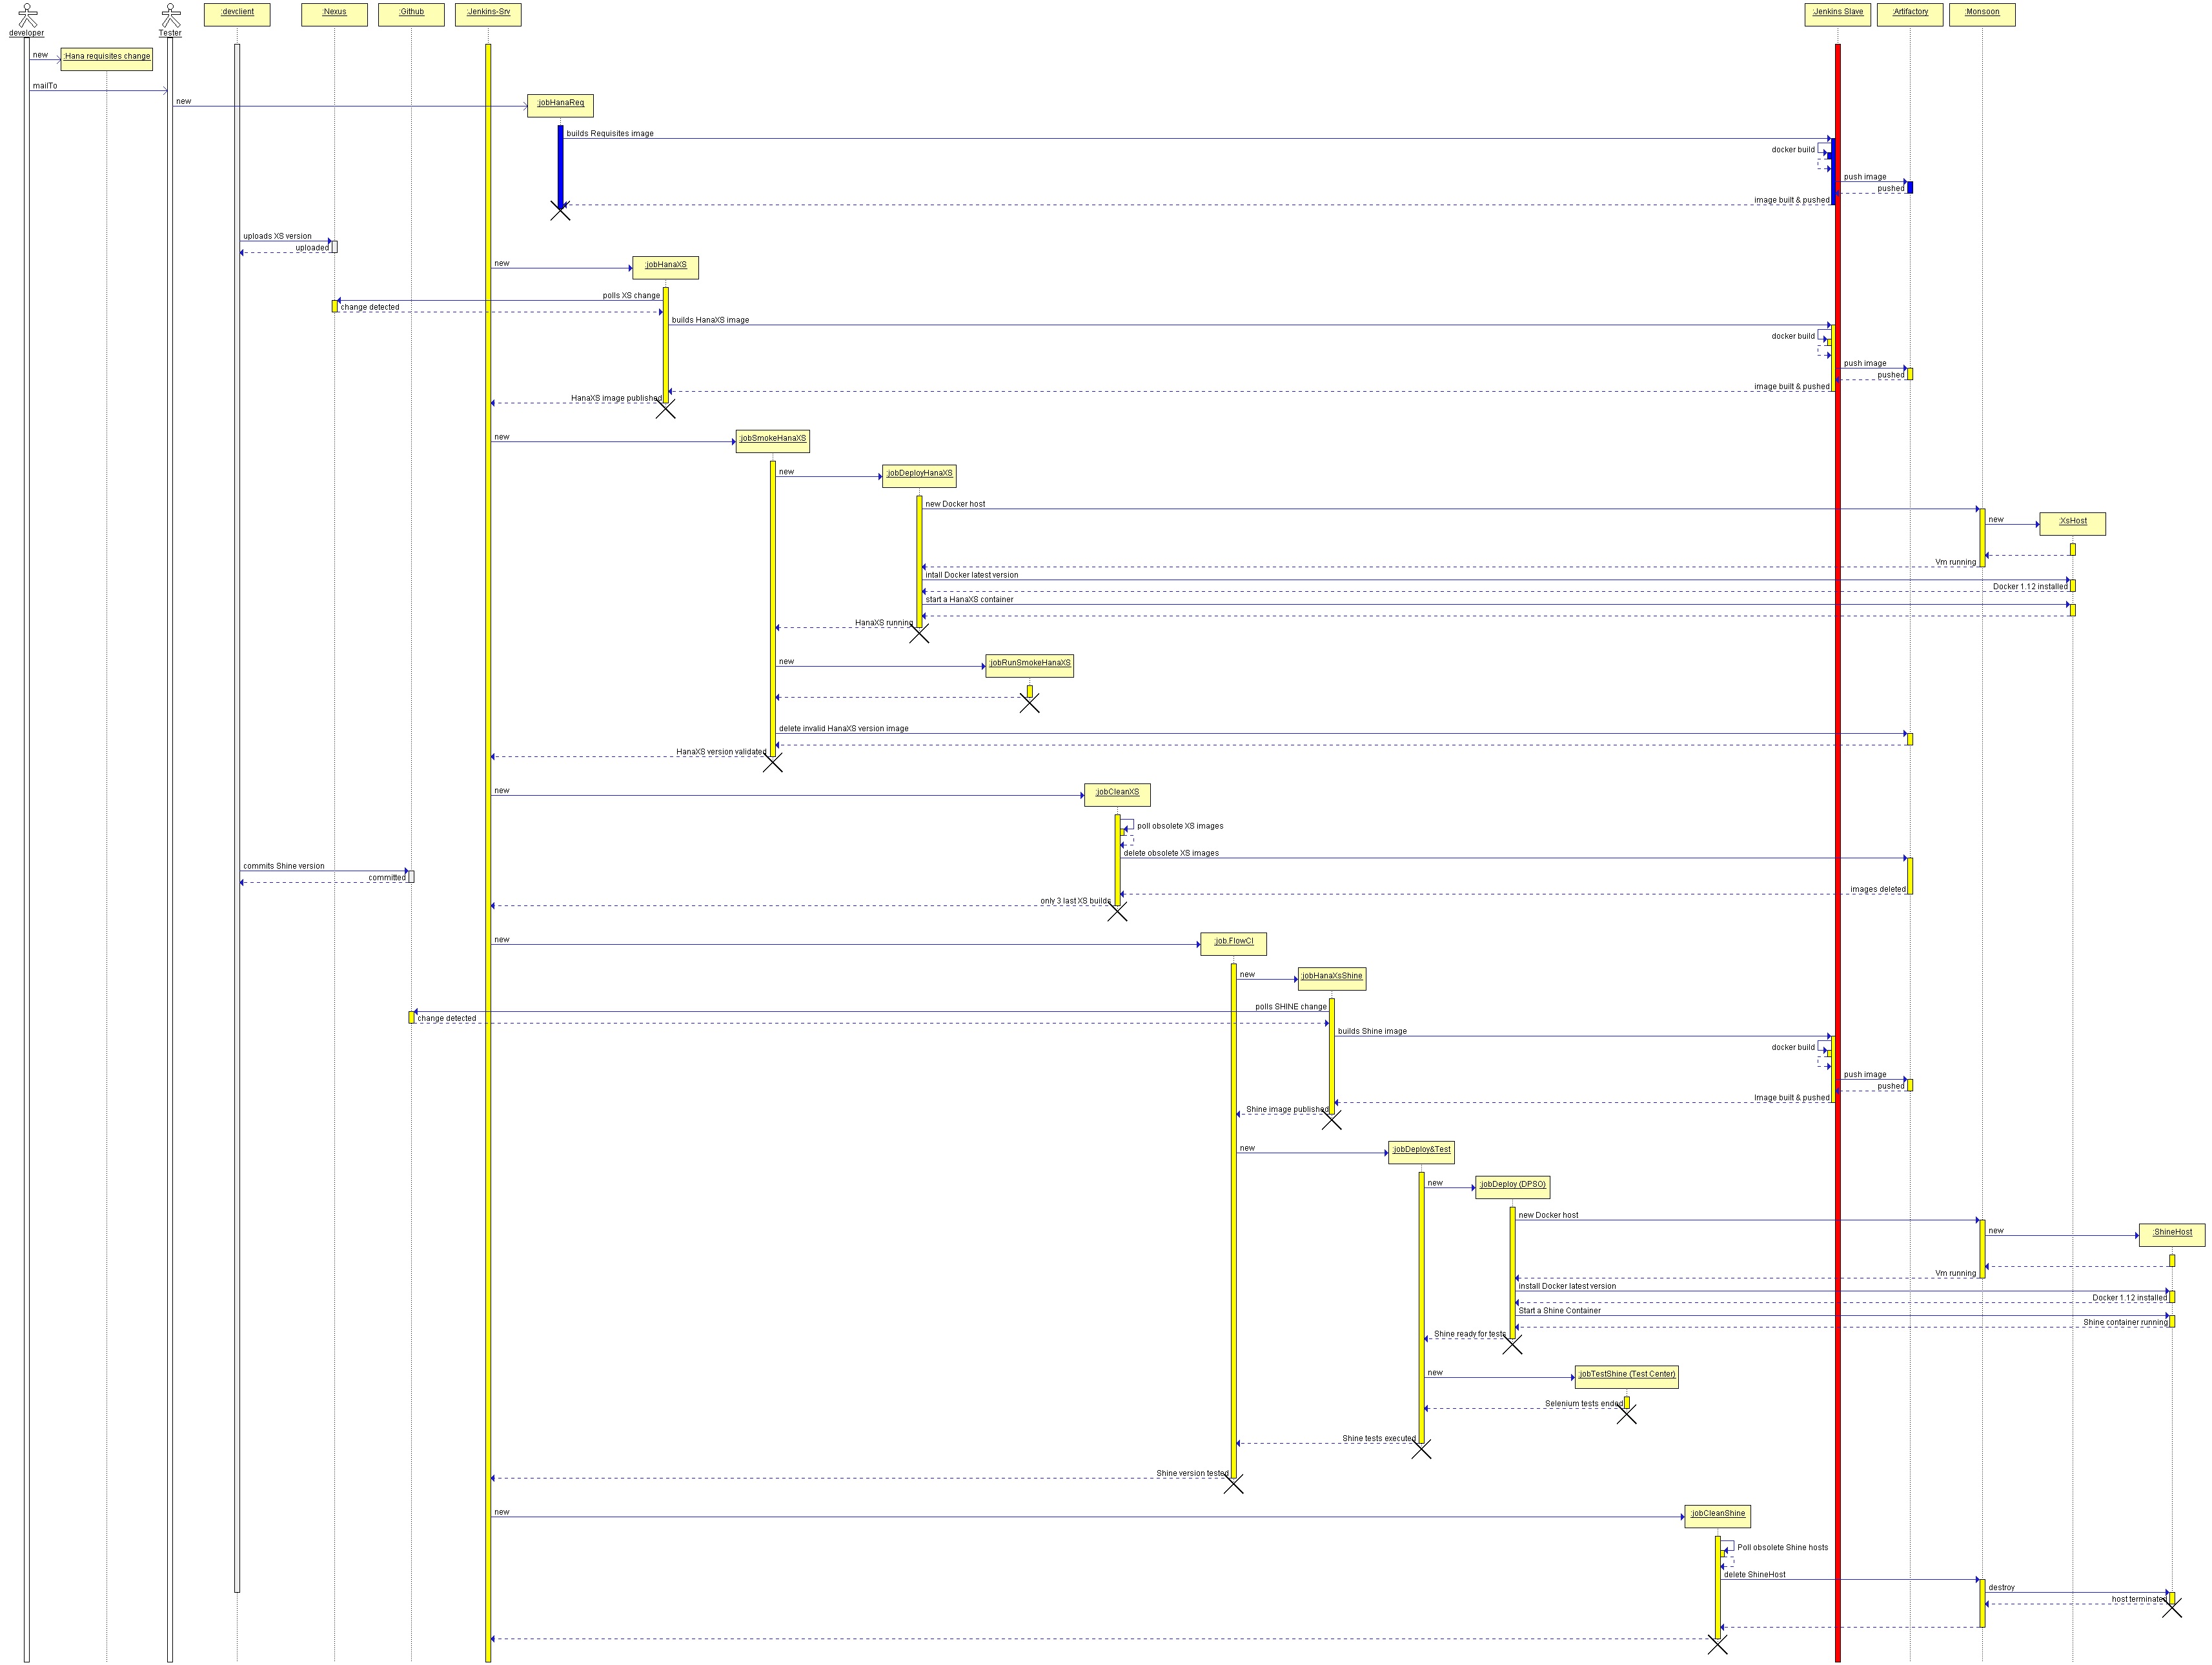 developer
Tester
:devclient
:Nexus
:Github
:Jenkins-Srv
:Jenkins Slave
:Artifactory
:Monsoon
new
:Hana requisites change
mailTo
new
:jobHanaReq
builds Requisites image
docker build
push image
pushed
image built & pushed
uploads XS version
uploaded
new
:jobHanaXS
polls XS change
change detected
builds HanaXS image
docker build
push image
pushed
image built & pushed
HanaXS image published
new
:jobSmokeHanaXS
new
:jobDeployHanaXS
new Docker host
new
:XsHost
Vm running
intall Docker latest version
Docker 1.12 installed
start a HanaXS container
HanaXS running
new
:jobRunSmokeHanaXS
delete invalid HanaXS version image
HanaXS version validated
new
:jobCleanXS
poll obsolete XS images
delete obsolete XS images
commits Shine version
committed
images deleted
only 3 last XS builds
new
:job.FlowCI
new
:jobHanaXsShine
polls SHINE change
change detected
builds Shine image
docker build
push image
pushed
Image built & pushed
Shine image published
new
:jobDeploy&Test
new
:jobDeploy (DPSO)
new Docker host
new
:ShineHost
Vm running
install Docker latest version
Docker 1.12 installed
Start a Shine Container
Shine container running
Shine ready for tests
new
:jobTestShine (Test Center)
Selenium tests ended
Shine tests executed
Shine version tested
new
:jobCleanShine
Poll obsolete Shine hosts
delete ShineHost
destroy
host terminated